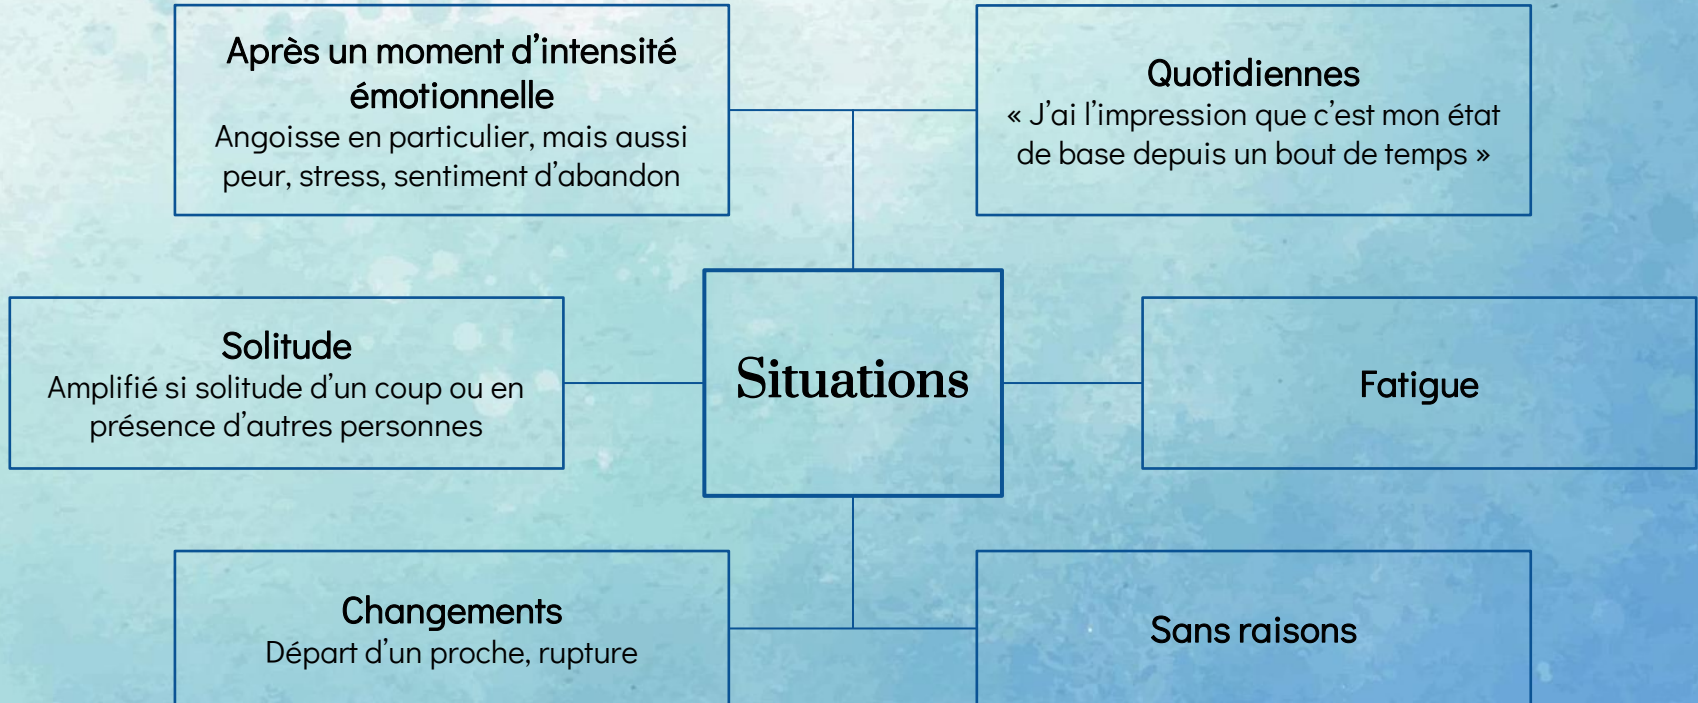 Après un moment d’intensité
émotionnelle
Angoisse en particulier, mais aussi
peur, stress, sentiment d’abandon
Quotidiennes
« J’ai l’impression que c’est mon état
de base depuis un bout de temps »
Solitude
Amplifié si solitude d’un coup ou en
présence d’autres personnes
Situations
Fatigue
Changements
Départ d’un proche, rupture
Sans raisons